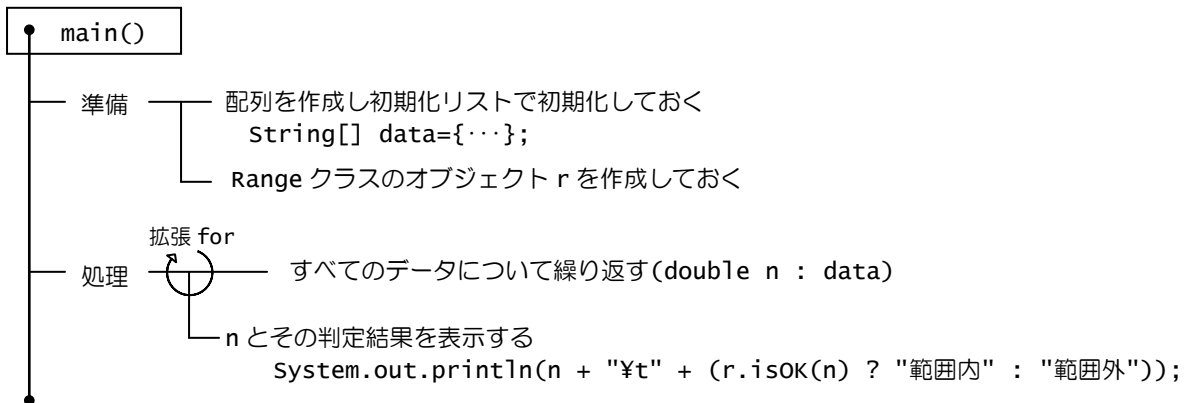 main()
準備
配列を作成し初期化リストで初期化しておく
String[] data={···};
Range クラスのオブジェクト r を作成しておく
拡張 for
処理
すべてのデータについて繰り返す(double n : data)
n とその判定結果を表示する
System.out.println(n + "¥t" + (r.isOK(n) ? "範囲内" : "範囲外"));